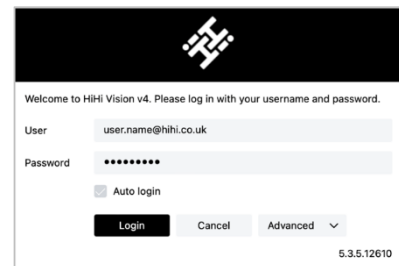 Welcome to HiHi Vision v4. Please log in with your username and password.
User user.name@hihi.co.uk
Password •••••••••
Auto login
Login Cancel Advanced
5.3.5.12610